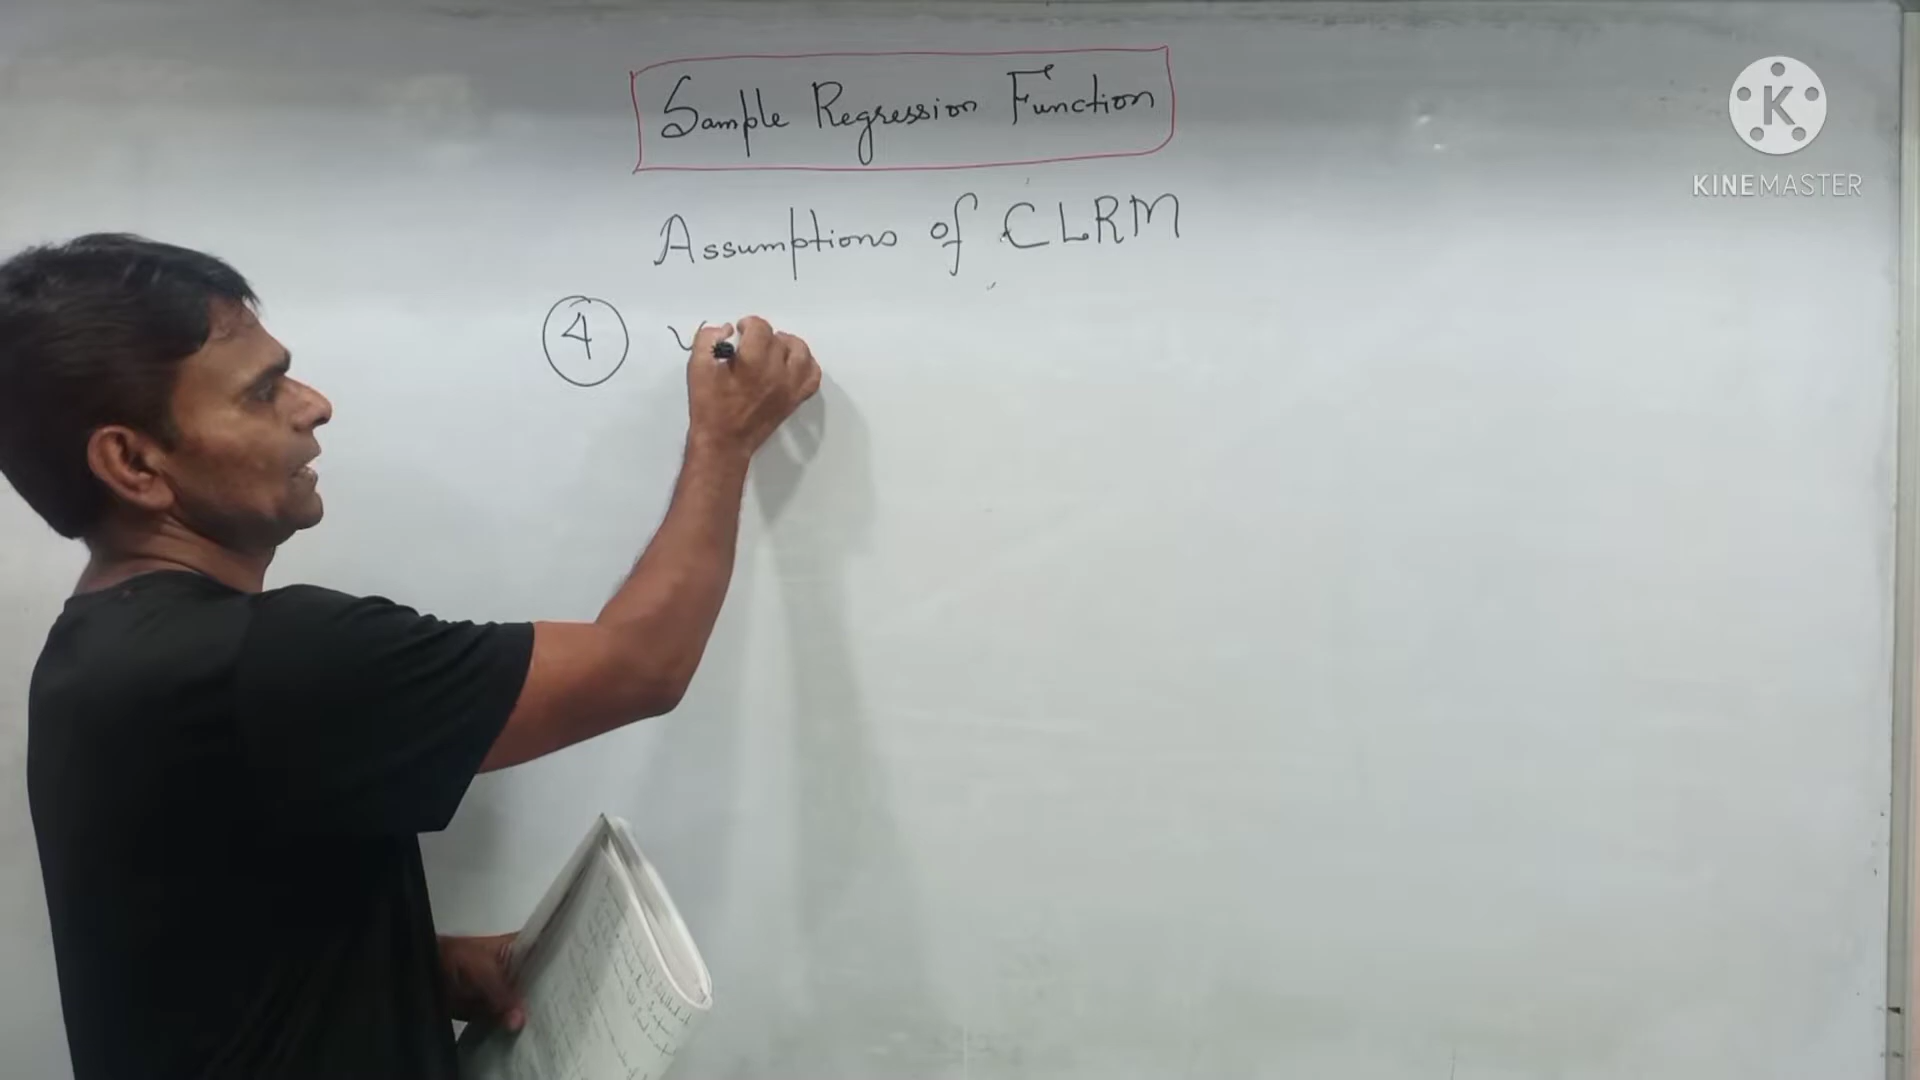 Sample Regression Function
Assumptions of CLRM
4 V
K
KINEMASTER